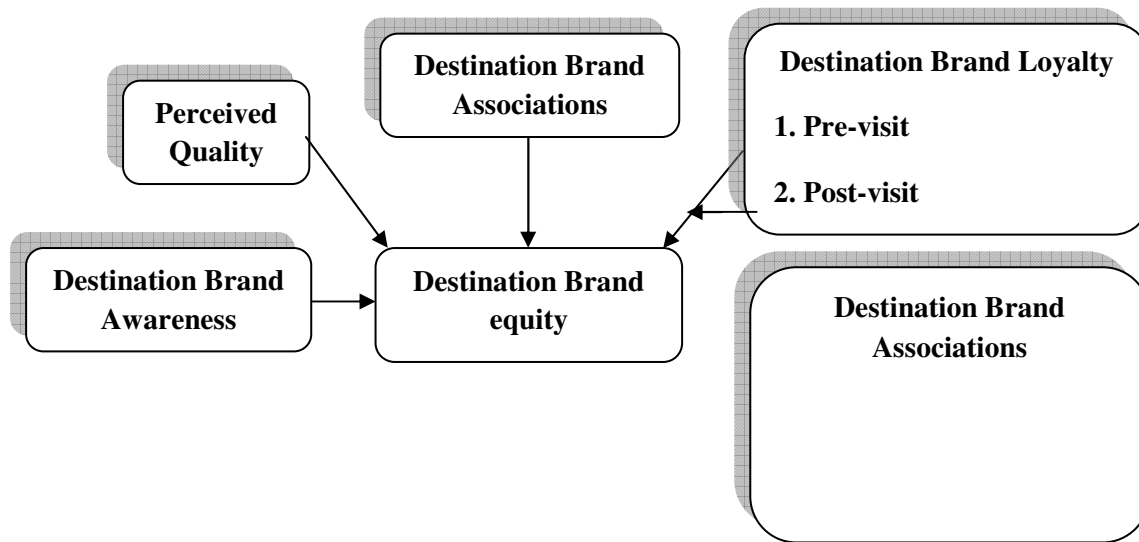 Perceived
Quality
Destination Brand
Associations
Destination Brand Loyalty
1. Pre-visit
2. Post-visit
Destination Brand
Awareness
Destination Brand
equity
Destination Brand
Associations